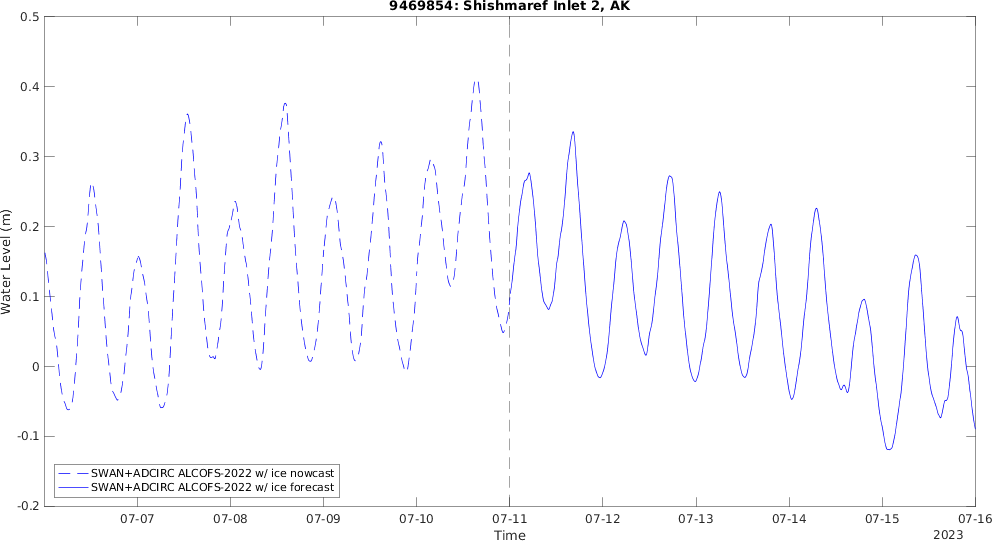 9469854: Shishmaref Inlet 2, AK
Water Level (m)
0.5
0.4
0.3
0.2
0.1
0
-0.1
-0.2
SWAN+ADCIRC ALCOFS-2022 w/ ice nowcast
SWAN+ADCIRC ALCOFS-2022 w/ ice forecast
07-07 07-08 07-09 07-10 07-11 07-12 07-13 07-14 07-15 07-16
Time
2023